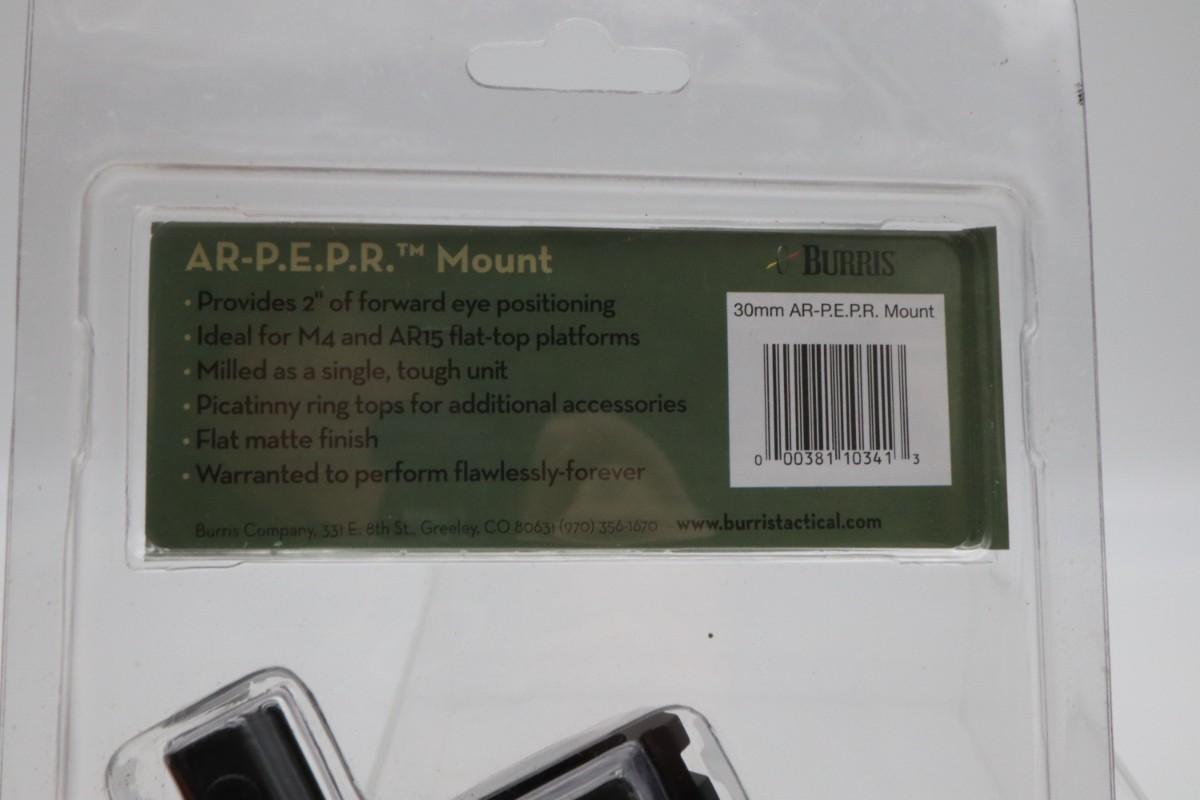 AR-P.E.P.R.™ Mount
BURRIS
• Provides 2" of forward eye positioning
• Ideal for M4 and AR15 flat-top platforms
• Milled as a single, tough unit
• Picatinny ring tops for additional accessories
• Flat matte finish
• Warranted to perform flawlessly-forever
30mm AR-P.E.P.R. Mount
0 00381 10341 3
Burris Company, 331 E. 8th St., Greeley, CO 80631 (970) 356-1670 www.burristactical.com